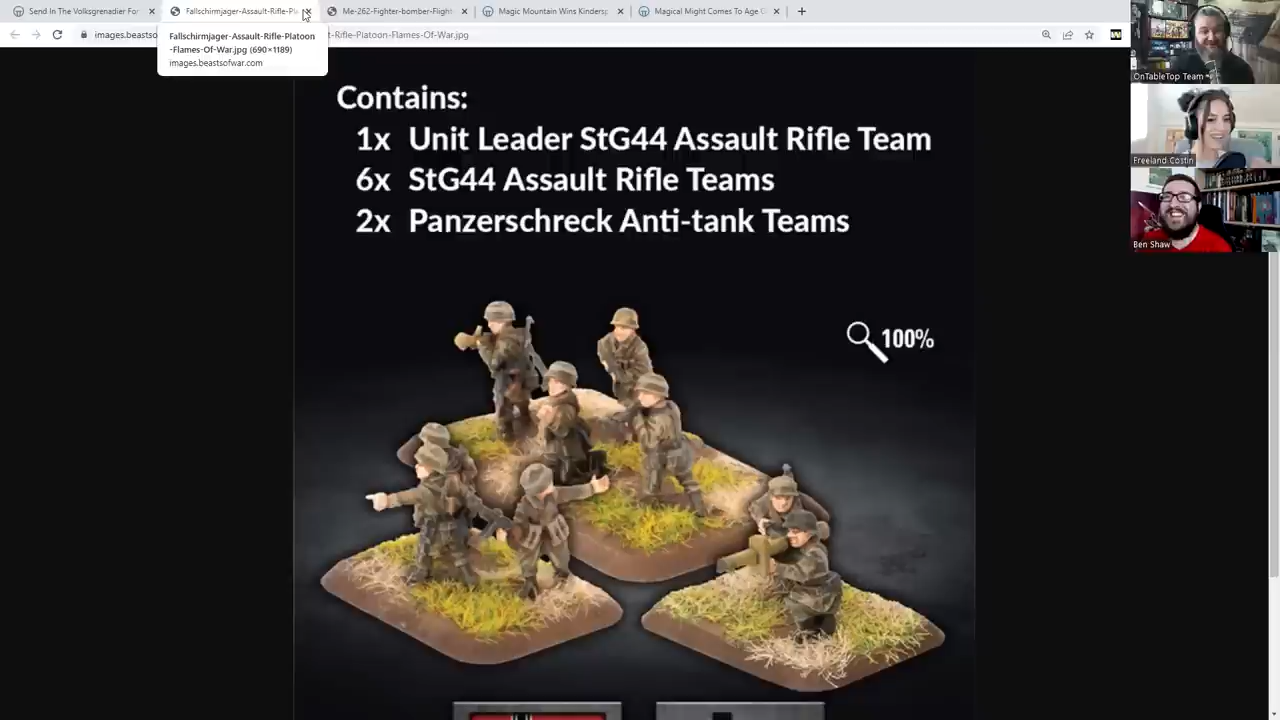 Send In The Volksgrenadier For
Fallschirmjager-Assault-Rifle-Pl
Me-262-Fighter-bomber-Flight
Magic Mountain Wins Kinders
Magical Might Comes To Age O
images.beastso
-Rifle-Platoon-Flames-Of-War.jpg
Fallschirmjager-Assault-Rifle-Platoon
-Flames-Of-War.jpg (690×1189)
images.beastsofwar.com
OnTableTop Team
Freeland Costin
Ben Shaw
Contains:
1x Unit Leader StG44 Assault Rifle Team
6x StG44 Assault Rifle Teams
2x Panzerschreck Anti-tank Teams
100%